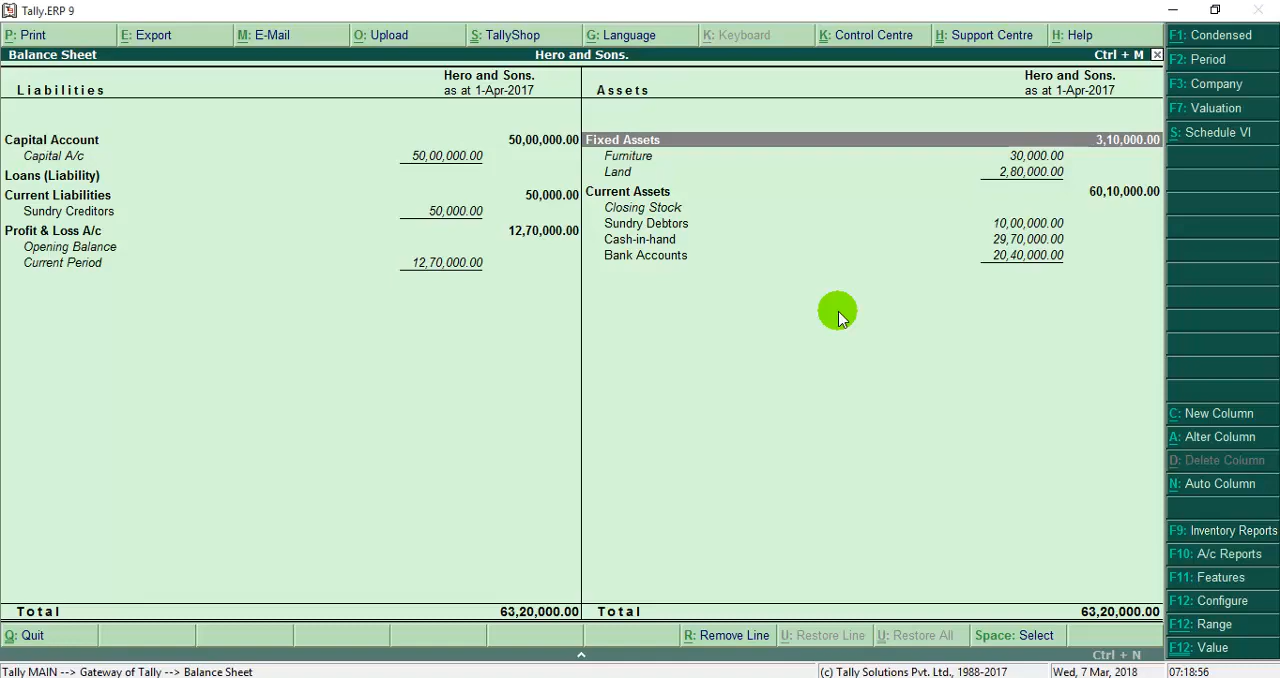 Tally.ERP 9
P: Print E: Export M: E-Mail O: Upload S: TallyShop G: Language K: Keyboard K: Control Centre H: Support Centre H: Help
Balance Sheet Hero and Sons. Ctrl + M
Liabilities Hero and Sons. as at 1-Apr-2017
Capital Account 50,00,000.00
Capital A/c 50,00,000.00
Loans (Liability)
Current Liabilities 50,000.00
Sundry Creditors 50,000.00
Profit & Loss A/c 12,70,000.00
Opening Balance
Current Period 12,70,000.00
Total 63,20,000.00
Assets Hero and Sons. as at 1-Apr-2017
Fixed Assets 3,10,000.00
Furniture 30,000.00
Land 2,80,000.00
Current Assets 60,10,000.00
Closing Stock
Sundry Debtors 10,00,000.00
Cash-in-hand 29,70,000.00
Bank Accounts 20,40,000.00
Total 63,20,000.00
F1: Condensed
F2: Period
F3: Company
F7: Valuation
S: Schedule VI
C: New Column
A: Alter Column
D: Delete Column
N: Auto Column
F9: Inventory Reports
F10: A/c Reports
F11: Features
F12: Configure
F12: Range
F12: Value
Q: Quit R: Remove Line U: Restore Line U: Restore All Space: Select
Ctrl + N
Tally MAIN --> Gateway of Tally --> Balance Sheet (c) Tally Solutions Pvt. Ltd., 1988-2017 Wed, 7 Mar, 2018 07:18:56